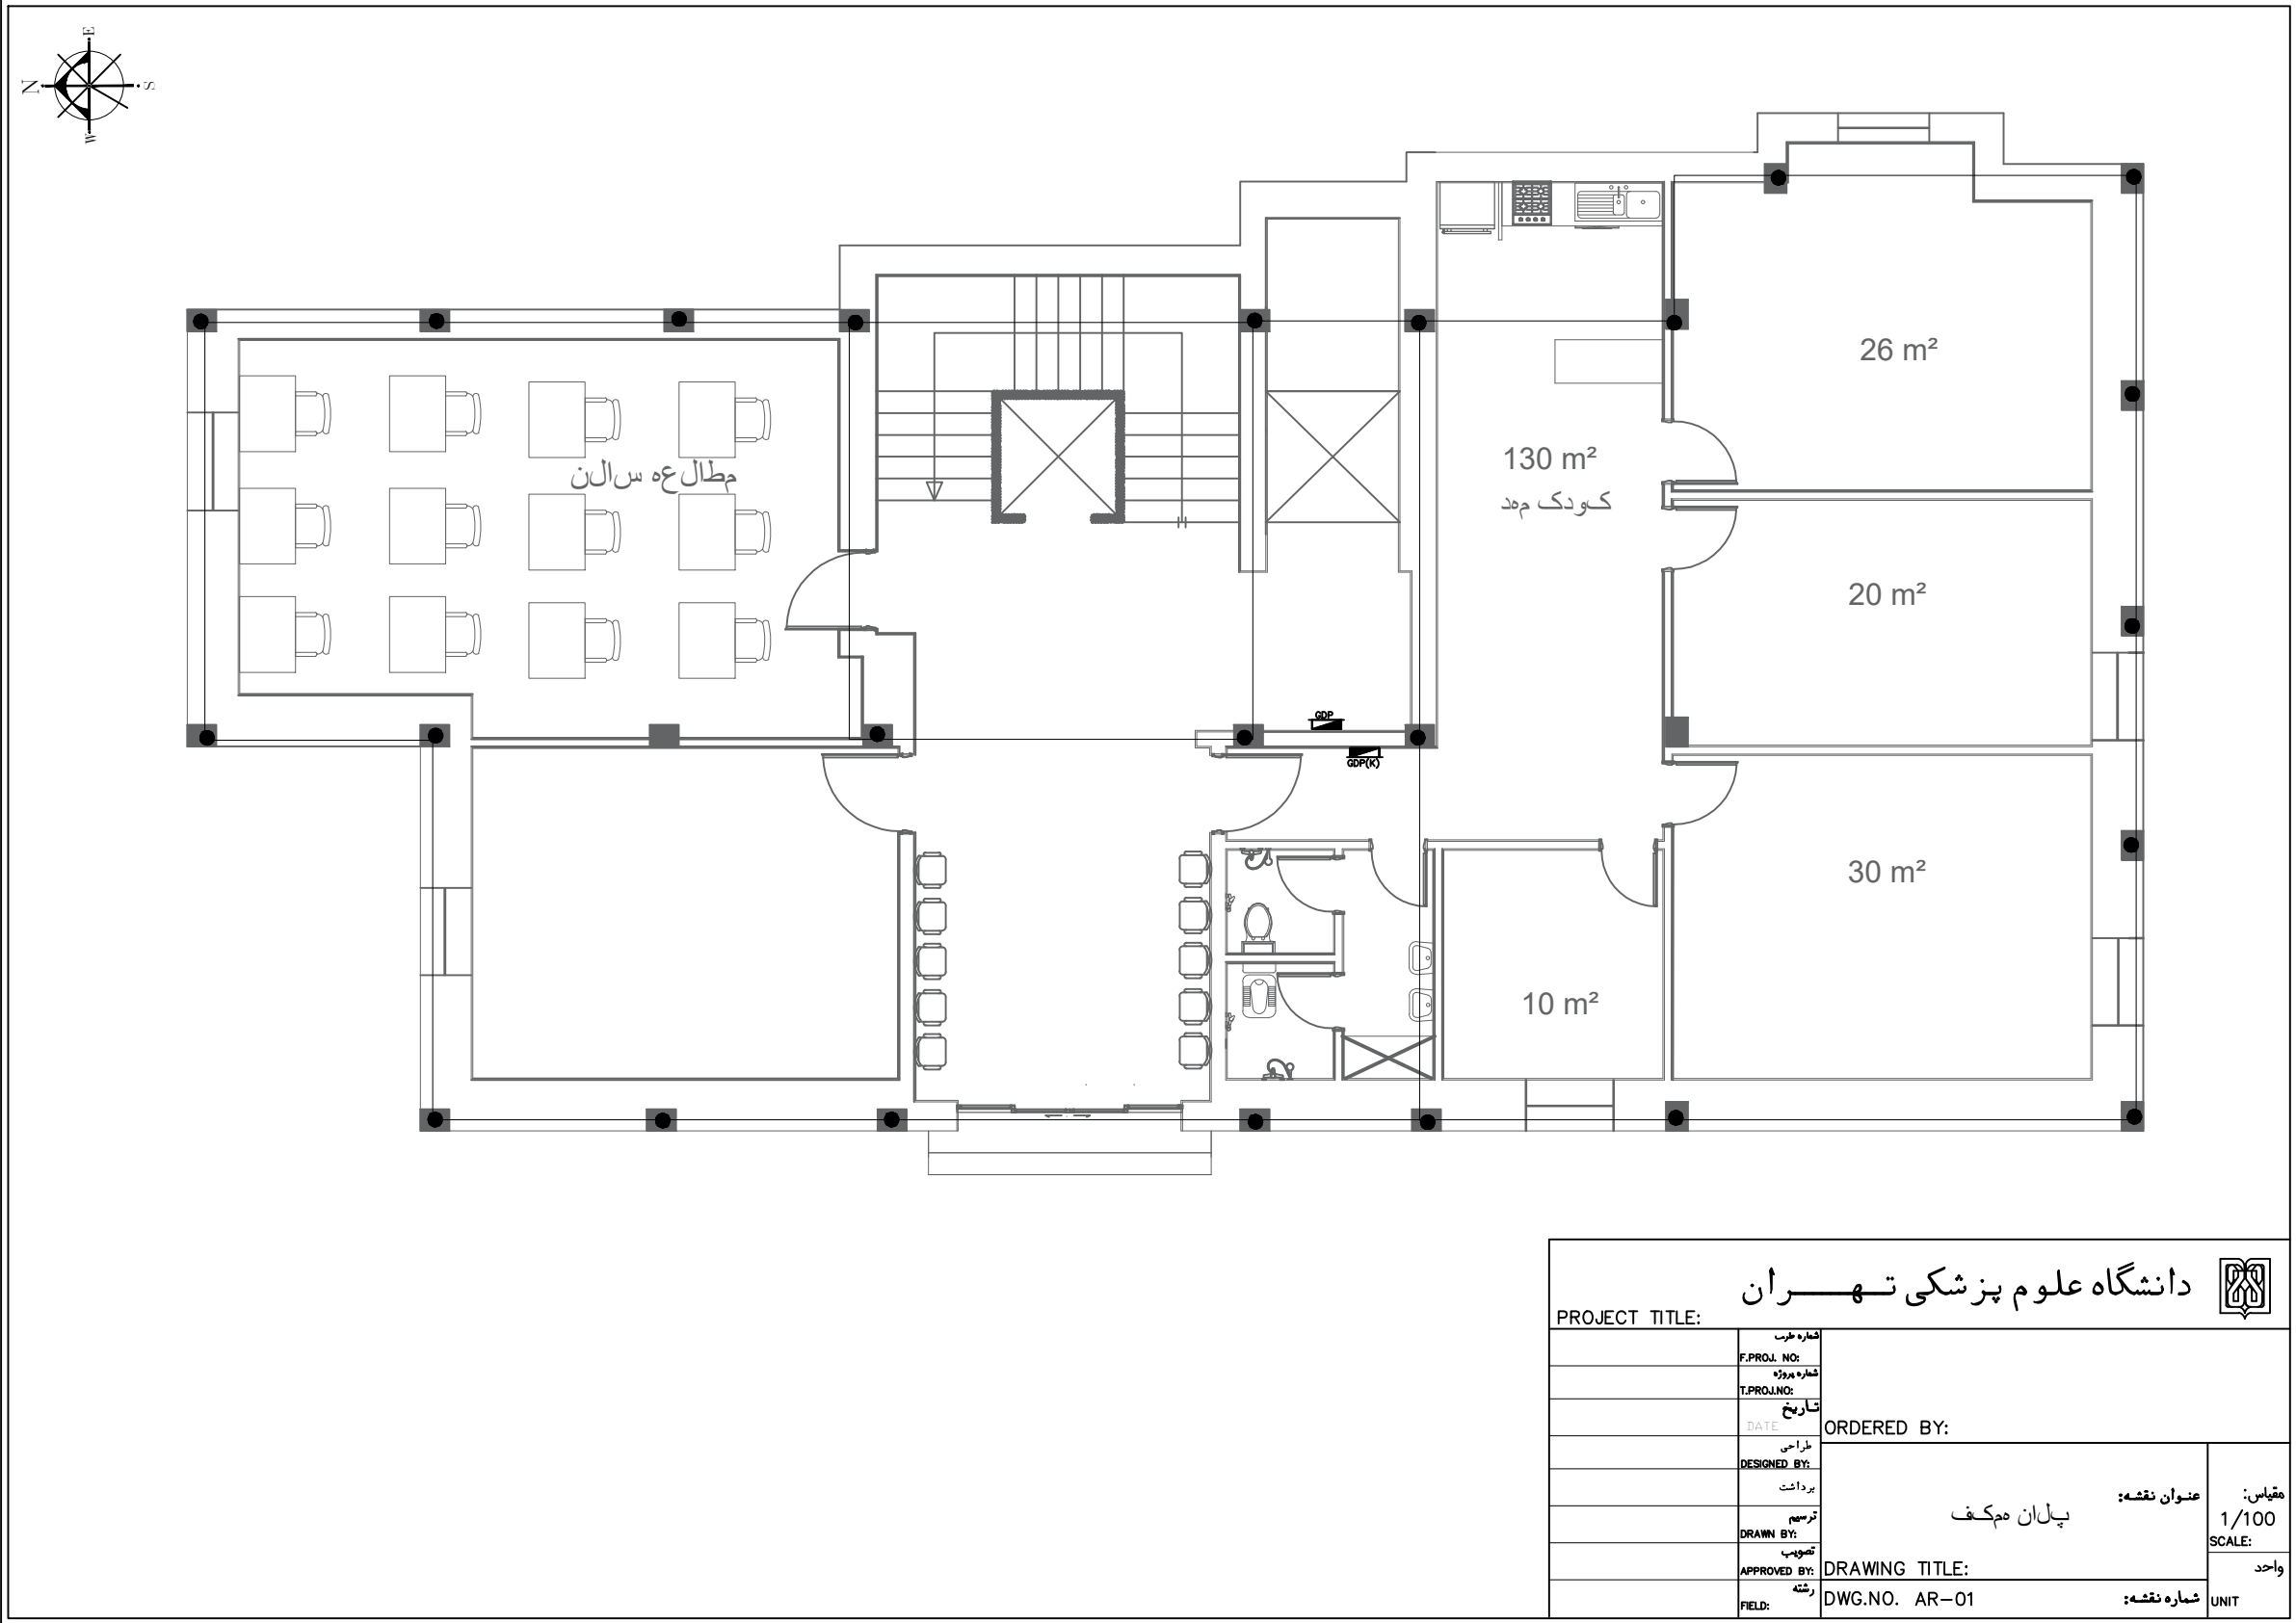 E
N
S
W
26 m²
130 m²
کودک مهد
مطالعه سالن
20 m²
GDP
GDP(K)
30 m²
10 m²
دانشگاه علوم پزشکی تهــــران
PROJECT TITLE:
شماره طرح
F.PROJ. NO:
شماره پروژه
T.PROJ.NO:
تاریخ
DATE
ORDERED BY:
طراحی
DESIGNED BY:
برداشت
ترسیم
DRAWN BY:
تصویب
APPROVED BY:
رشته
FIELD:
عنوان نقشه:
پلان همکف
DRAWING TITLE:
DWG.NO. AR-01
شماره نقشه:
مقیاس:
1/100
SCALE:
واحد
UNIT